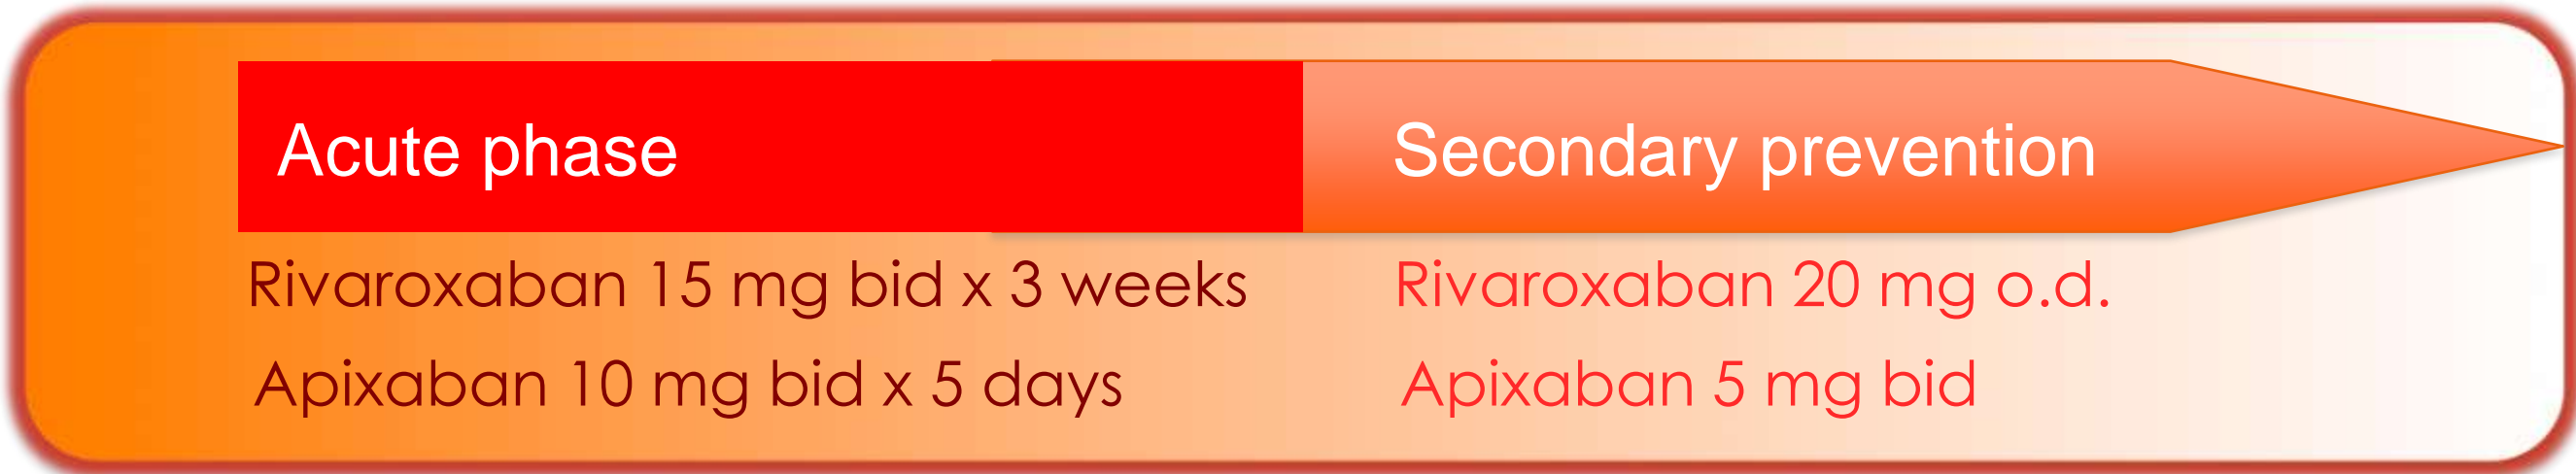 Acute phase
Secondary prevention
Rivaroxaban 15 mg bid x 3 weeks
Rivaroxaban 20 mg o.d.
Apixaban 10 mg bid x 5 days
Apixaban 5 mg bid